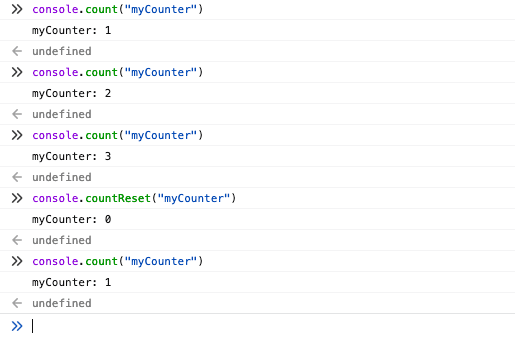 console.count("myCounter")
myCounter: 1
undefined
console.count("myCounter")
myCounter: 2
undefined
console.count("myCounter")
myCounter: 3
undefined
console.countReset("myCounter")
myCounter: 0
undefined
console.count("myCounter")
myCounter: 1
undefined